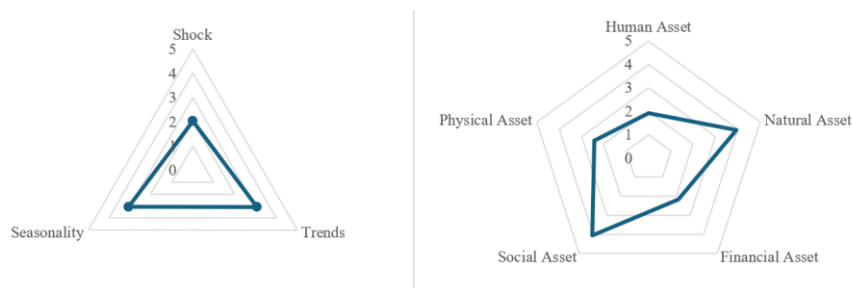 Shock
5
4
3
2
1
0
Seasonality
Trends
Human Asset
5
4
3
2
1
0
Physical Asset
Natural Asset
Social Asset
Financial Asset